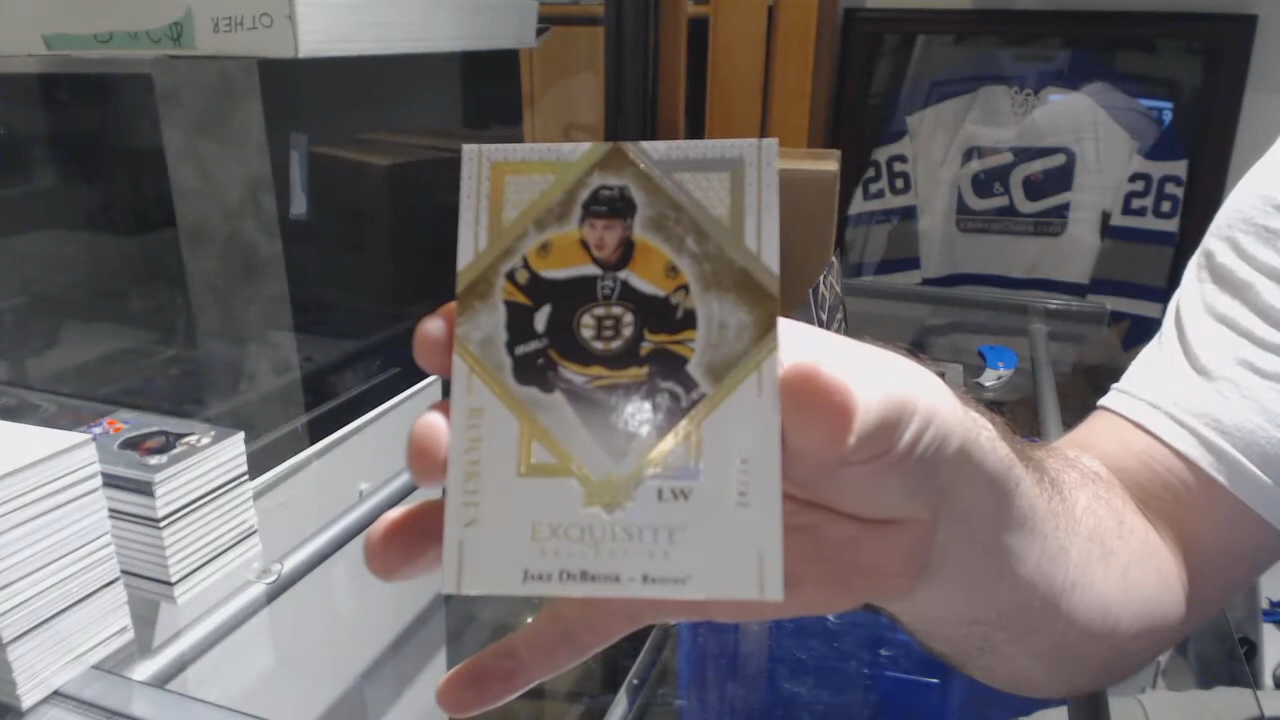 OTHER
26
C&C
26
B
ROOKIES
LW
EXQUISITE
COLLECTION
JAKE DEBRUSK – BRUINS